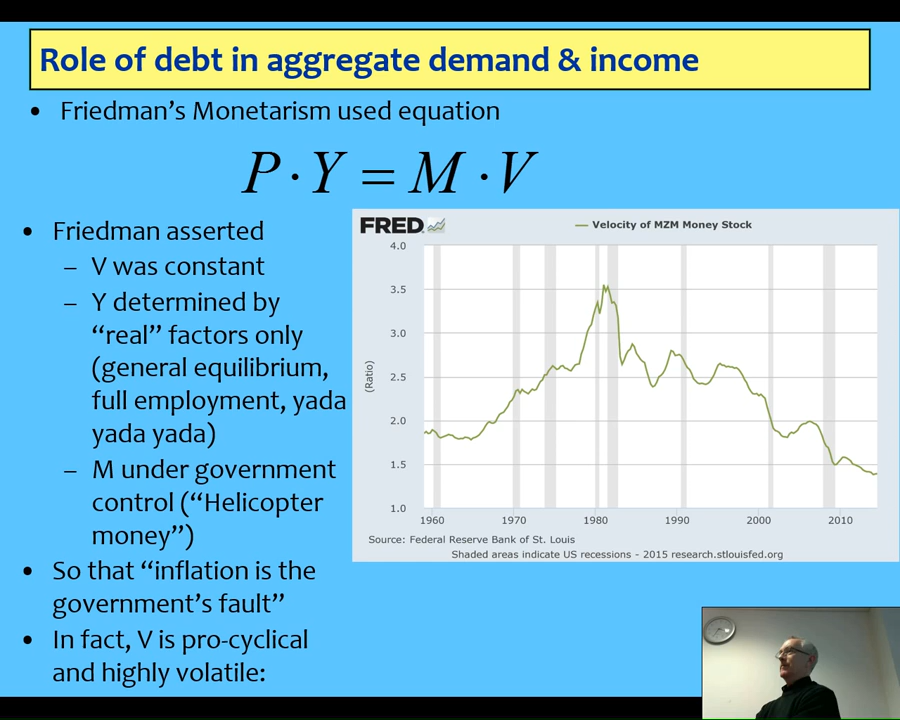 Role of debt in aggregate demand & income
• Friedman's Monetarism used equation
P · Y = M · V
• Friedman asserted
– V was constant
– Y determined by
"real" factors only
(general equilibrium,
full employment, yada
yada yada)
– M under government
control ("Helicopter
money")
• So that "inflation is the
government's fault"
• In fact, V is pro-cyclical
and highly volatile:
FRED
Velocity of MZM Money Stock
4.0
3.5
3.0
2.5
2.0
1.5
1.0
(Ratio)
1960 1970 1980 1990 2000 2010
Source: Federal Reserve Bank of St. Louis
Shaded areas indicate US recessions - 2015 research.stlouisfed.org